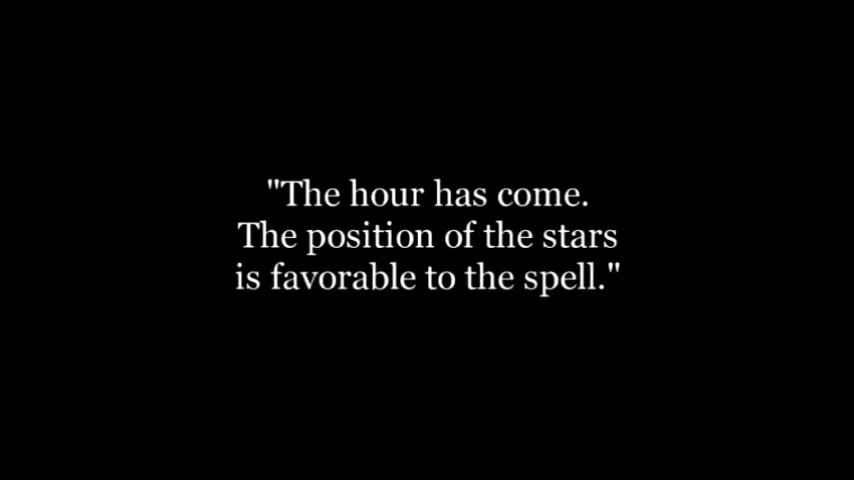 "The hour has come.
The position of the stars
is favorable to the spell."